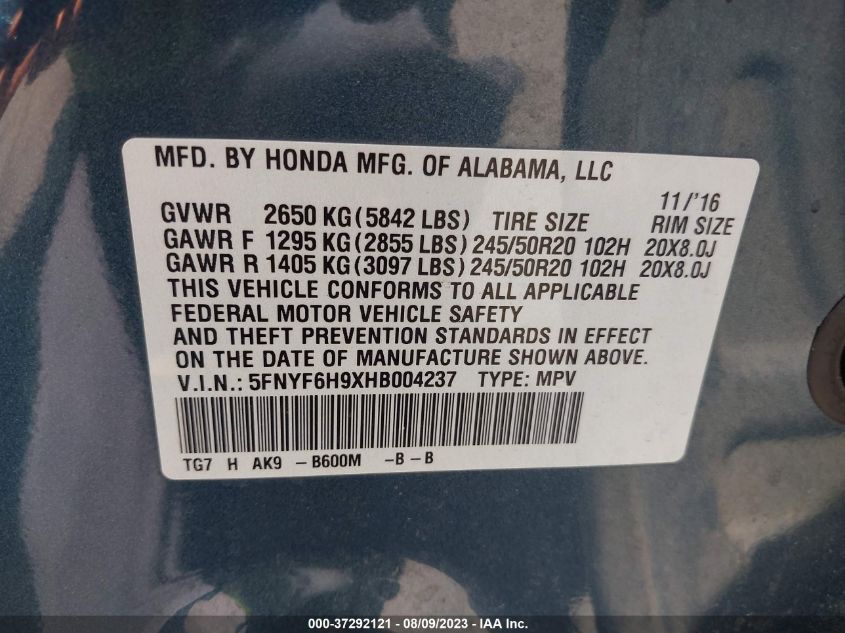 MFD. BY HONDA MFG. OF ALABAMA, LLC
11/'16
GVWR 2650 KG (5842 LBS) TIRE SIZE RIM SIZE
GAWR F 1295 KG (2855 LBS) 245/50R20 102H 20X8.0J
GAWR R 1405 KG (3097 LBS) 245/50R20 102H 20X8.0J
THIS VEHICLE CONFORMS TO ALL APPLICABLE
FEDERAL MOTOR VEHICLE SAFETY
AND THEFT PREVENTION STANDARDS IN EFFECT
ON THE DATE OF MANUFACTURE SHOWN ABOVE.
V.I.N.: 5FNYF6H9XHB004237 TYPE: MPV
TG7 H AK9 -B600M -B-B
000-37292121 - 08/09/2023 - IAA Inc.